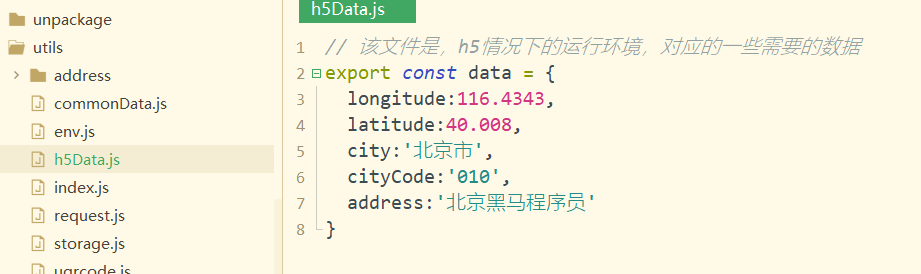 unpackage
utils
address
commonData.js
env.js
h5Data.js
index.js
request.js
storage.js
uqrcode.js
h5Data.js
1 // 该文件是，h5情况下的运行环境，对应的一些需要的数据
2 export const data = {
3 longitude:116.4343,
4 latitude:40.008,
5 city:'北京市',
6 cityCode:'010',
7 address:'北京黑马程序员'
8 }